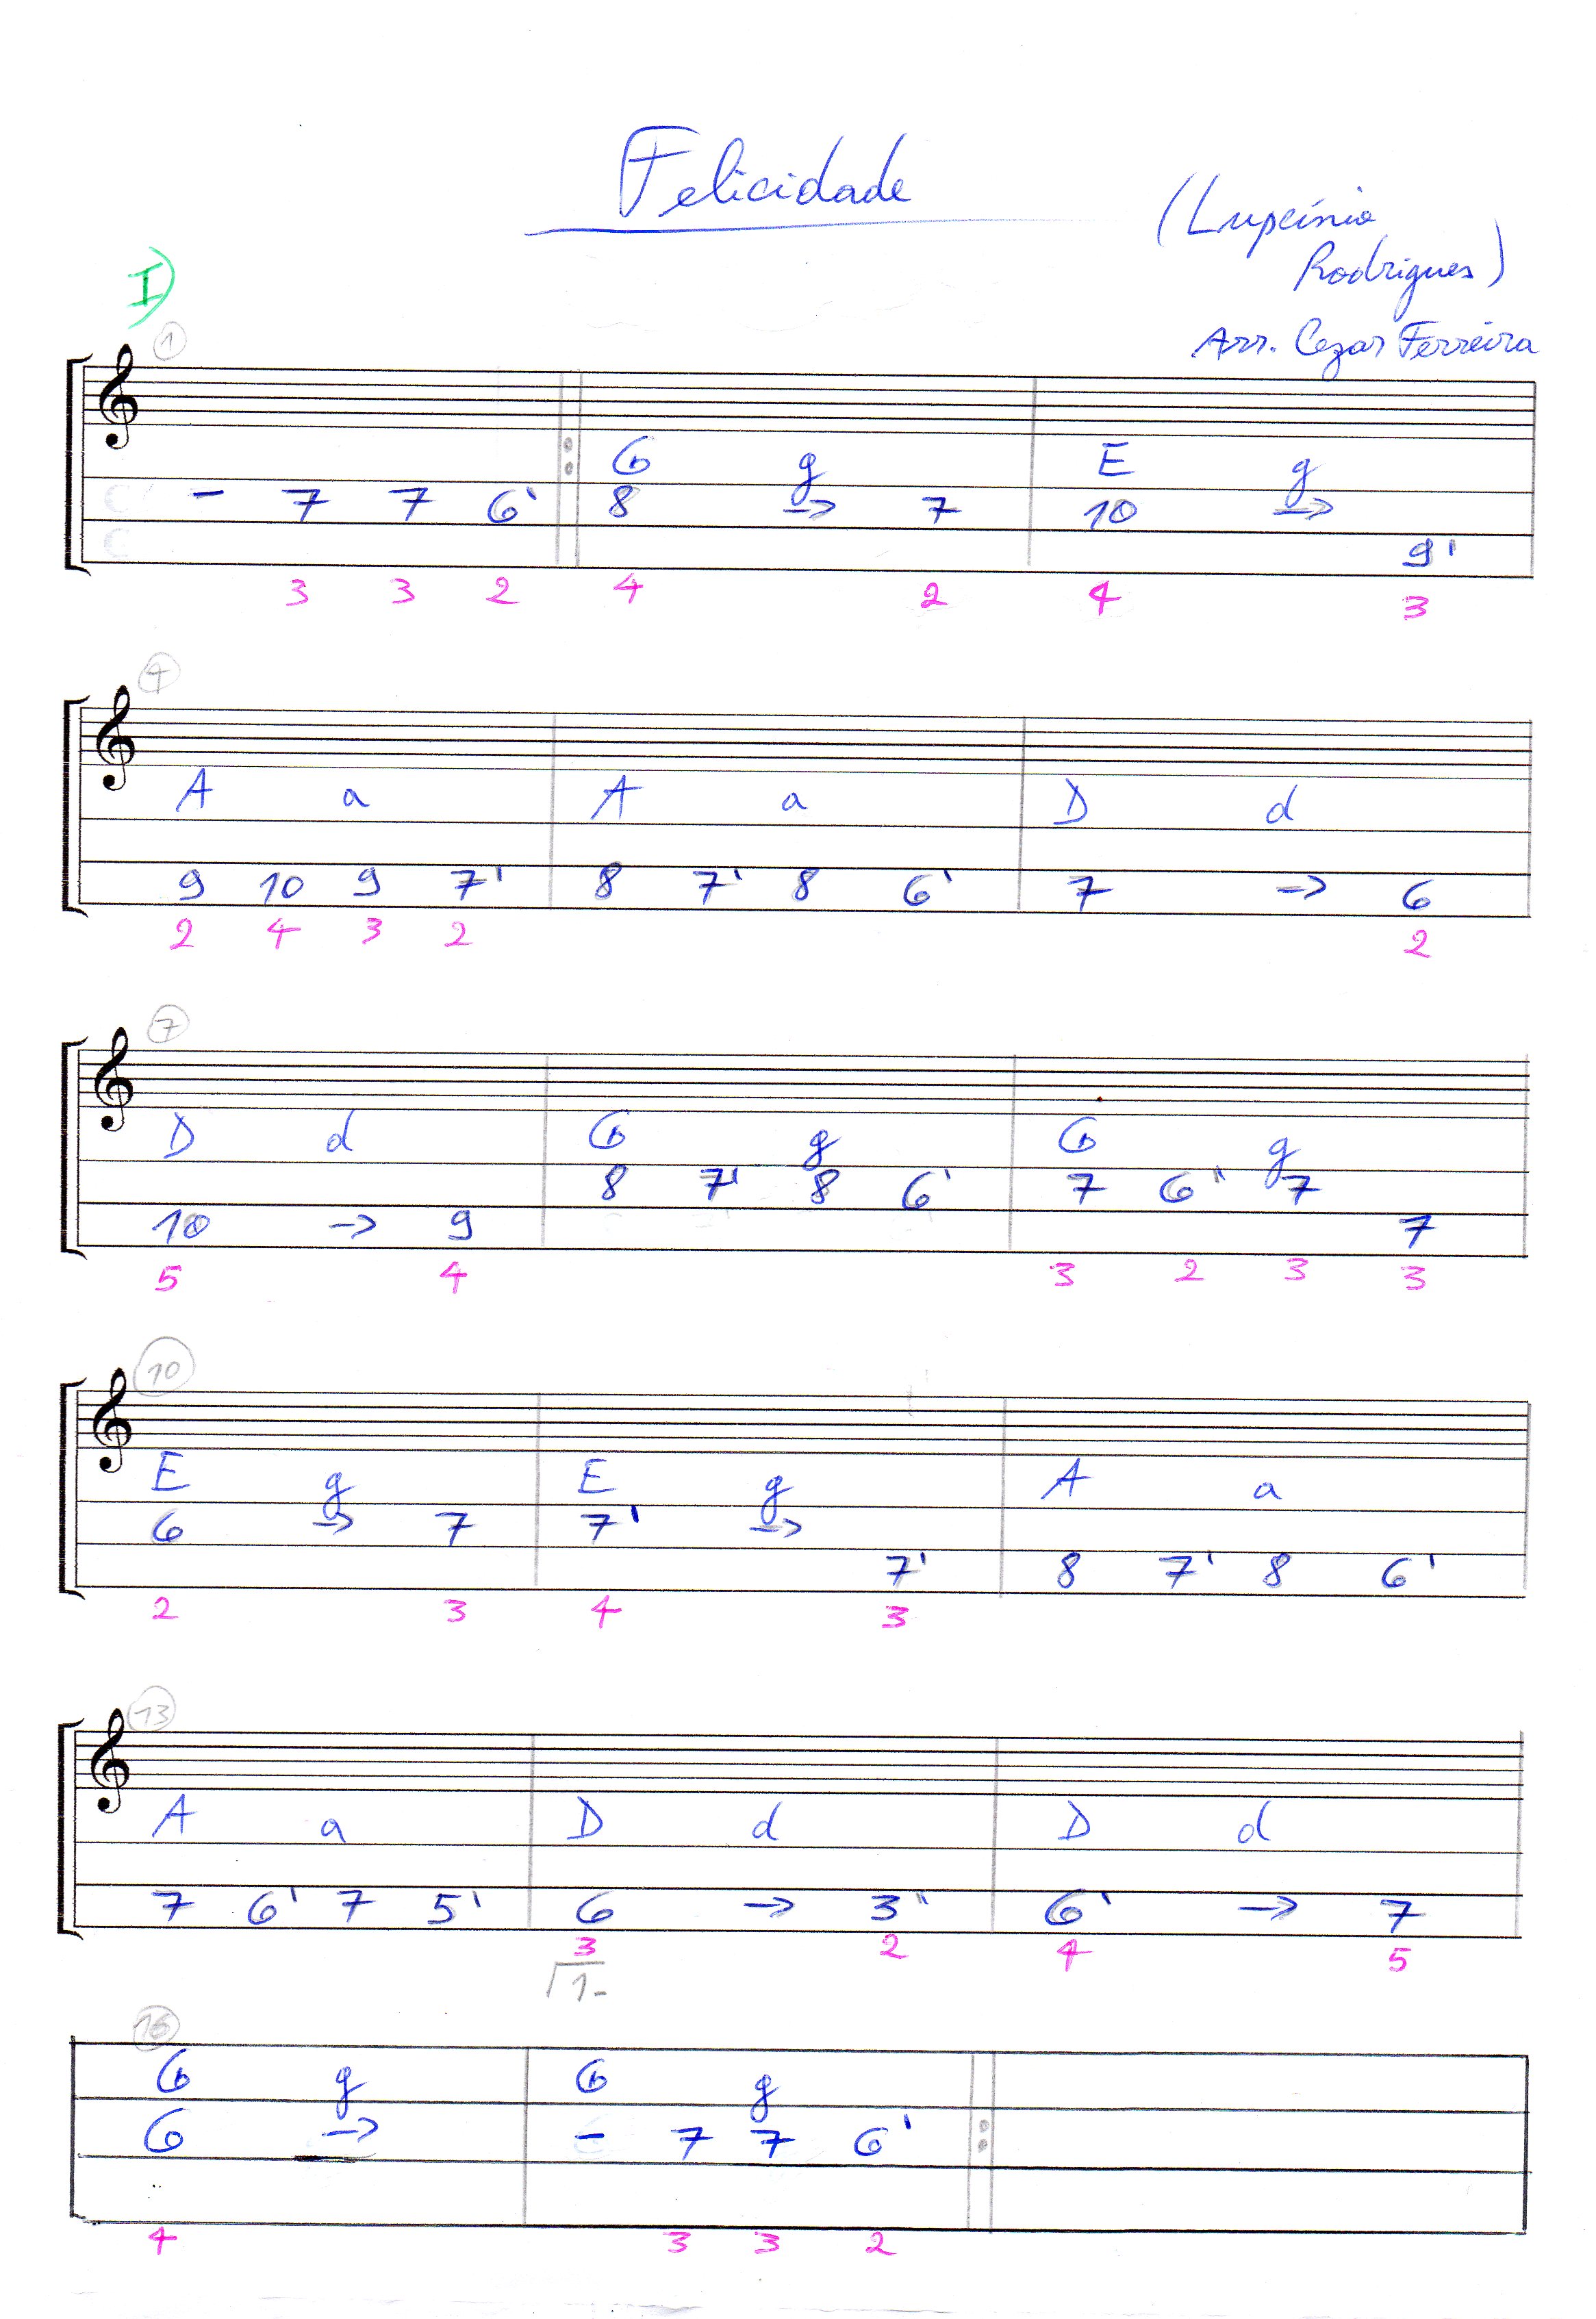 Felicidade
(Lupcínio
Rodrigues)
I)
Arr. Cezar Ferreira
1
G g E g
- 7 7 6' 8 → 7 10 →
9'
3 3 2 4 2 4 3
4
A a A a D d
9 10 9 7' 8 7' 8 6' 7 → 6
2 4 3 2 2
7
D d G g G g
8 7' 8 6' 7 6" 7
10 → 9 7
5 4 3 2 3 3
10
E g E g A a
6 → 7 7' →
7' 8 7' 8 6'
2 3 4 3
13
A a D d D d
7 6' 7 5' 6 → 3" 6' → 7
3 2 4 5
1-
16
G g G g
6 → - 7 7 6'
4 3 3 2